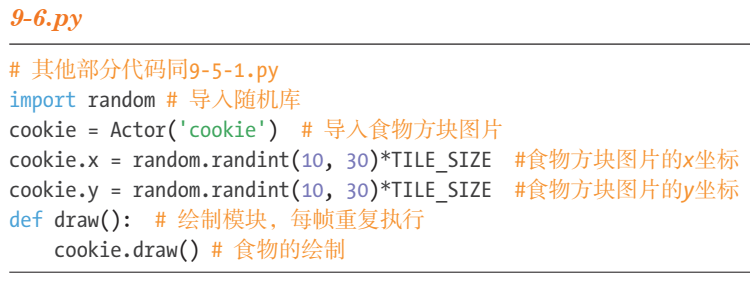 9-6.py
# 其他部分代码同9-5-1.py
import random # 导入随机库
cookie = Actor('cookie')  # 导入食物方块图片
cookie.x = random.randint(10, 30)*TILE_SIZE  #食物方块图片的x坐标
cookie.y = random.randint(10, 30)*TILE_SIZE  #食物方块图片的y坐标
def draw():  # 绘制模块，每帧重复执行
    cookie.draw() # 食物的绘制